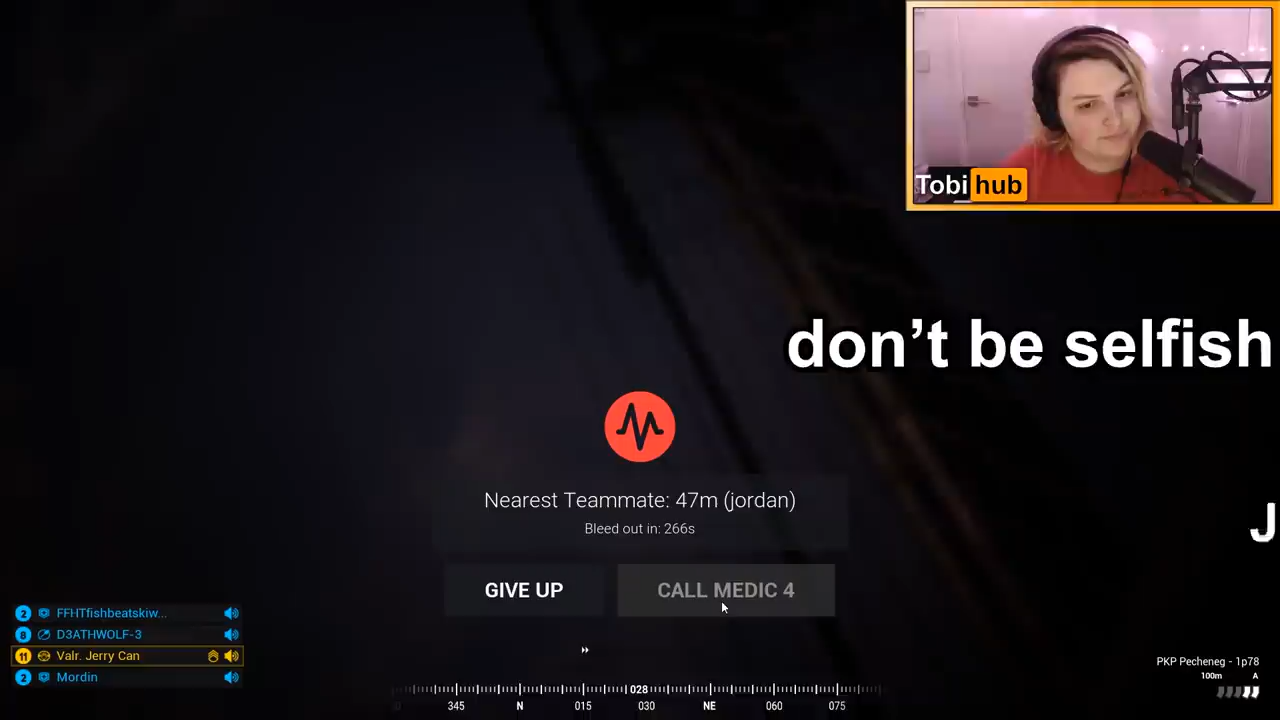 Tobi hub
don't be selfish
J
Nearest Teammate: 47m (jordan)
Bleed out in: 266s
GIVE UP
CALL MEDIC 4
2 FFHTfishbeatskiw...
8 D3ATHWOLF-3
11 Valr. Jerry Can
2 Mordin
PKP Pecheneg - 1p78
100m A
028
345 N 015 030 NE 060 075